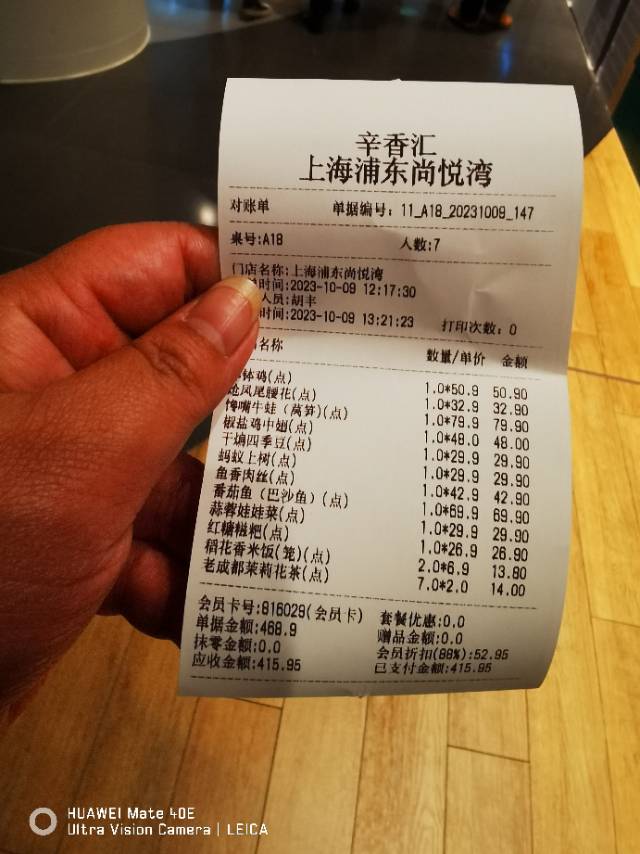 辛香汇
上海浦东尚悦湾
对账单 单据编号: 11_A18_20231009_147
桌号:A18 人数:7
门店名称:上海浦东尚悦湾
时间:2023-10-09 12:17:30
人员:胡丰
时间:2023-10-09 13:21:23 打印次数: 0
名称 数量/单价 金额
钵鸡(点) 1.0*50.9 50.90
凤尾腰花(点) 1.0*32.9 32.90
馋嘴牛蛙(莴笋)(点) 1.0*79.9 79.90
椒盐鸡中翅(点) 1.0*48.0 48.00
干煸四季豆(点) 1.0*29.9 29.90
蚂蚁上树(点) 1.0*29.9 29.90
鱼香肉丝(点) 1.0*42.9 42.90
番茄鱼(巴沙鱼)(点) 1.0*69.9 69.90
蒜蓉娃娃菜(点) 1.0*29.9 29.90
红糖糍粑(点) 1.0*26.9 26.90
稻花香米饭(笼)(点) 2.0*6.9 13.80
老成都茉莉花茶(点) 7.0*2.0 14.00
会员卡号:816029(会员卡) 套餐优惠:0.0
单据金额:468.9 赠品金额:0.0
抹零金额:0.0 会员折扣(88%):52.95
应收金额:415.95 已支付金额:415.95
HUAWEI Mate 40E
Ultra Vision Camera | LEICA